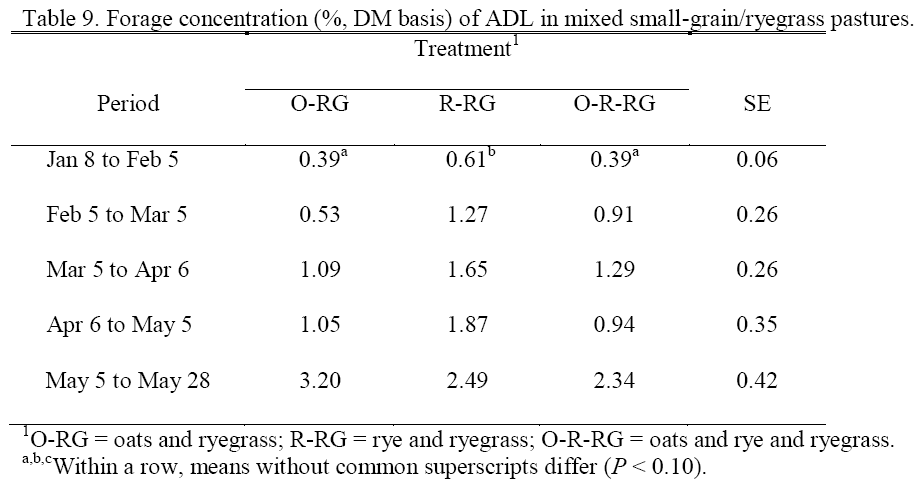 Table 9. Forage concentration (%, DM basis) of ADL in mixed small-grain/ryegrass pastures.
Treatment1
Period O-RG R-RG O-R-RG SE
Jan 8 to Feb 5 0.39a 0.61b 0.39a 0.06
Feb 5 to Mar 5 0.53 1.27 0.91 0.26
Mar 5 to Apr 6 1.09 1.65 1.29 0.26
Apr 6 to May 5 1.05 1.87 0.94 0.35
May 5 to May 28 3.20 2.49 2.34 0.42
1O-RG = oats and ryegrass; R-RG = rye and ryegrass; O-R-RG = oats and rye and ryegrass.
a,b,cWithin a row, means without common superscripts differ (P < 0.10).